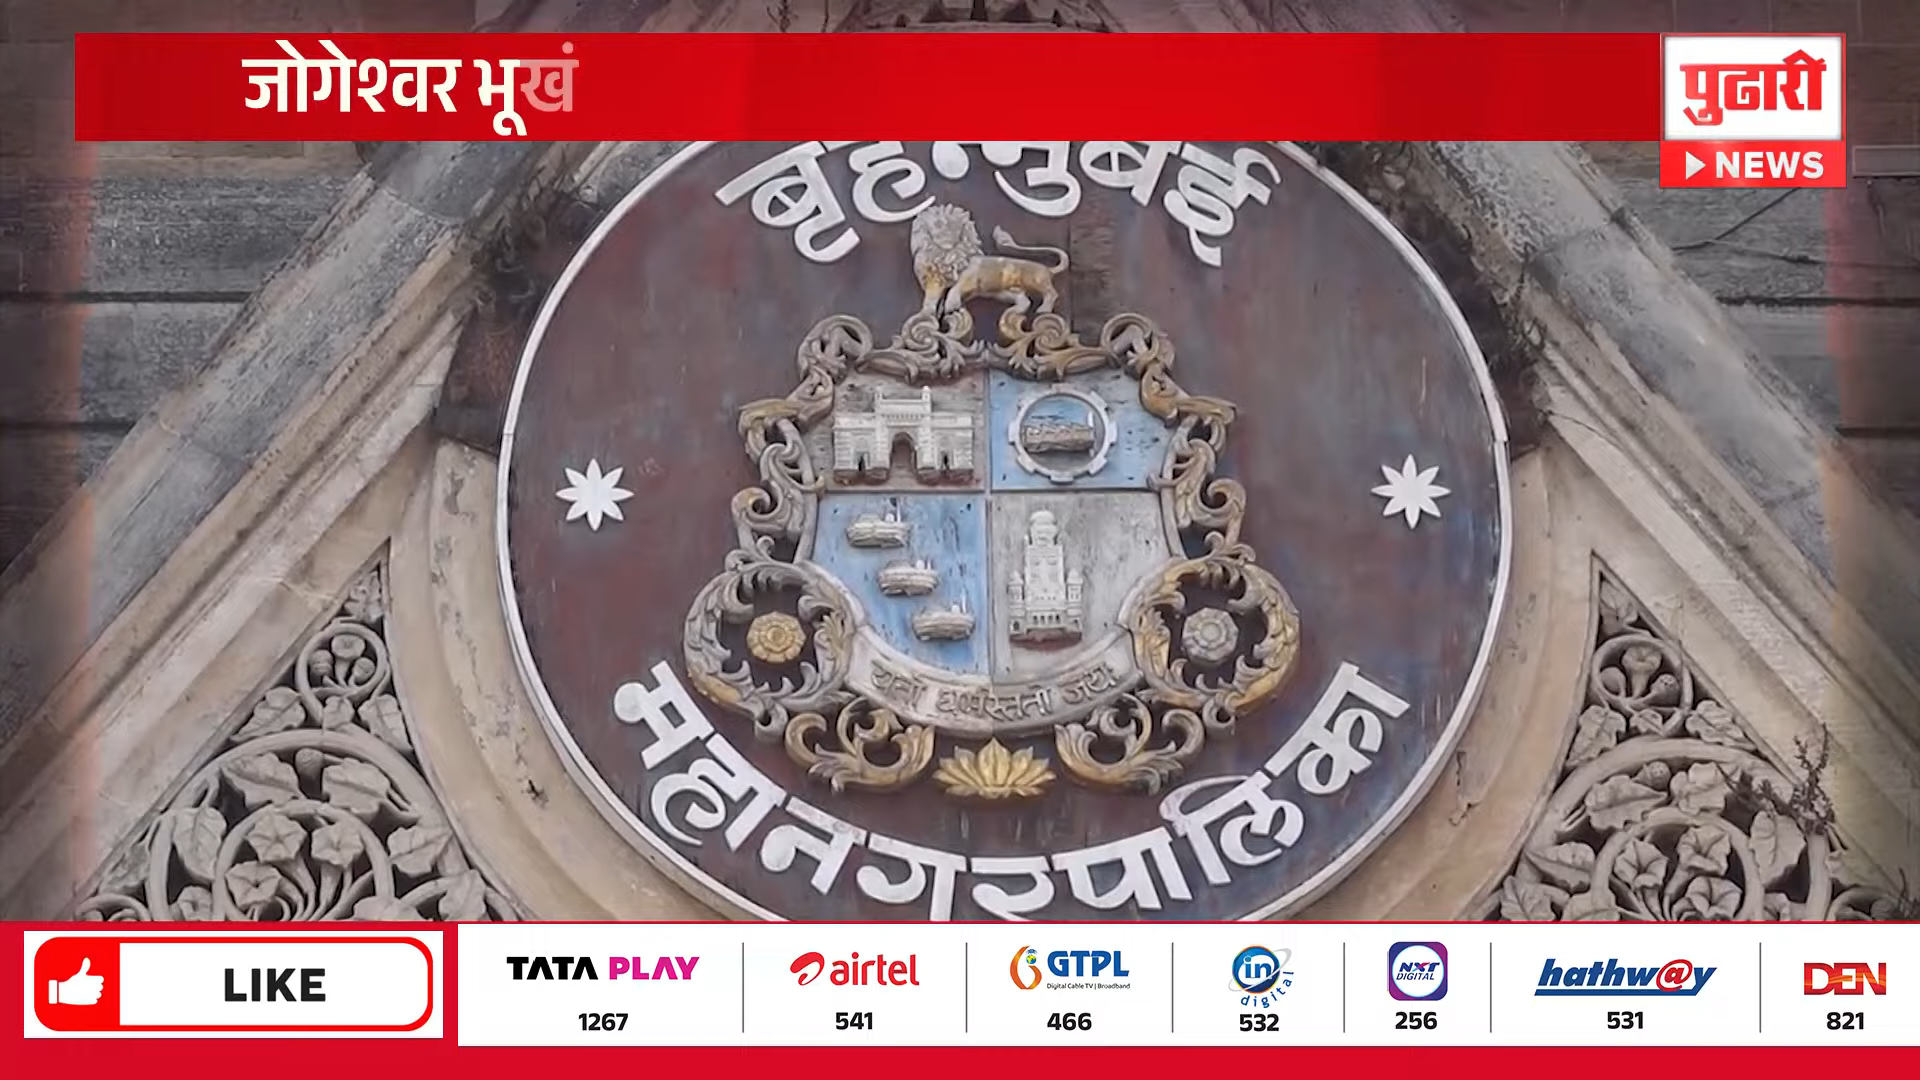 जोगेश्वर भूखं
पुढारी
NEWS
बृहन्मुंबई
यतो धर्मस्ततो जयः
महानगरपालिका
LIKE
TATA PLAY
1267
airtel
541
GTPL
Digital Cable TV | Broadband
466
in
digital
532
NXT
DIGITAL
256
hathw@y
531
DEN
821